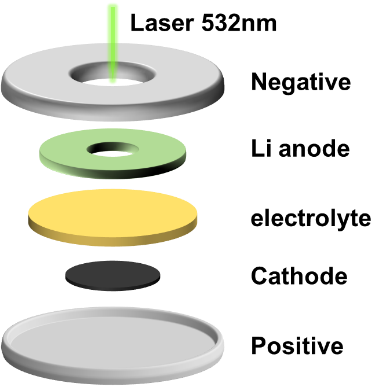 Laser 532nm
Negative
Li anode
electrolyte
Cathode
Positive